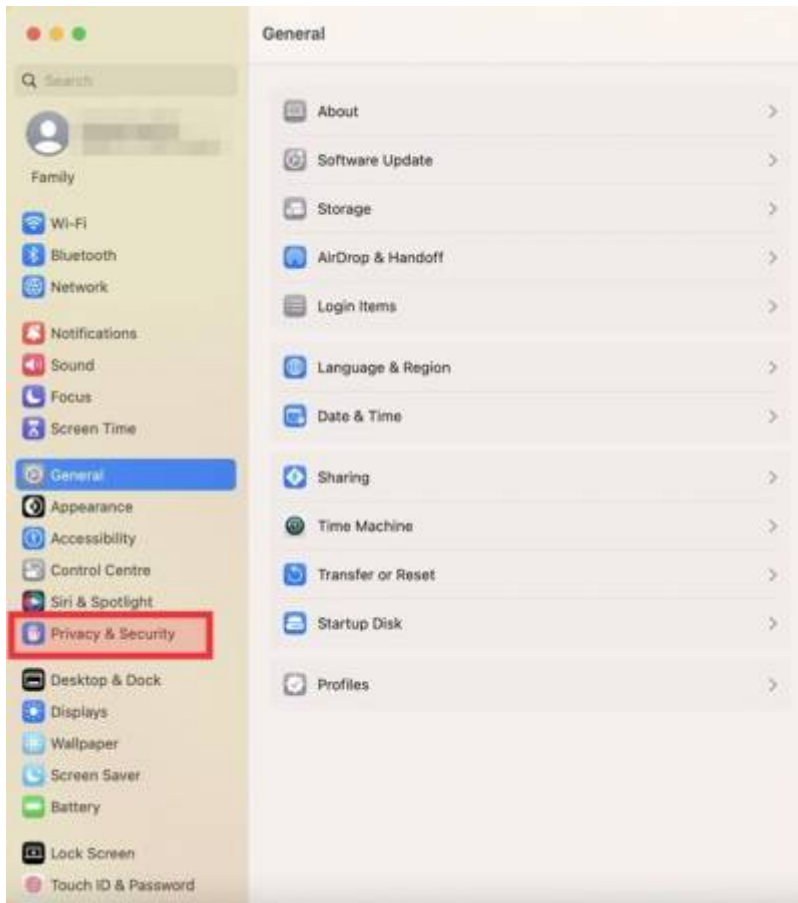 General
Search
Family
Wi-Fi
Bluetooth
Network
Notifications
Sound
Focus
Screen Time
General
Appearance
Accessibility
Control Centre
Siri & Spotlight
Privacy & Security
Desktop & Dock
Displays
Wallpaper
Screen Saver
Battery
Lock Screen
Touch ID & Password
About
Software Update
Storage
AirDrop & Handoff
Login Items
Language & Region
Date & Time
Sharing
Time Machine
Transfer or Reset
Startup Disk
Profiles